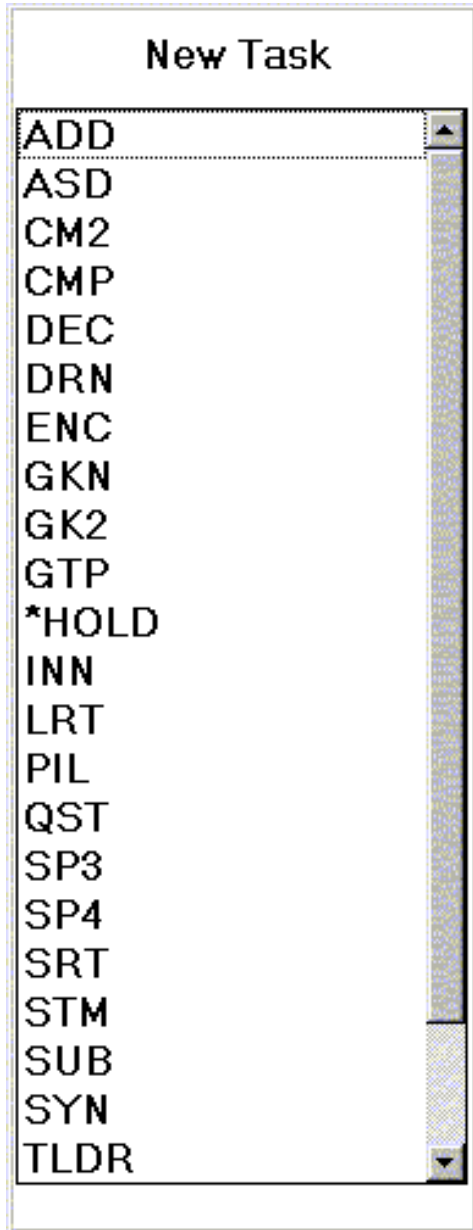 New Task
ADD
ASD
CM2
CMP
DEC
DRN
ENC
GKN
GK2
GTP
*HOLD
INN
LRT
PIL
QST
SP3
SP4
SRT
STM
SUB
SYN
TLDR